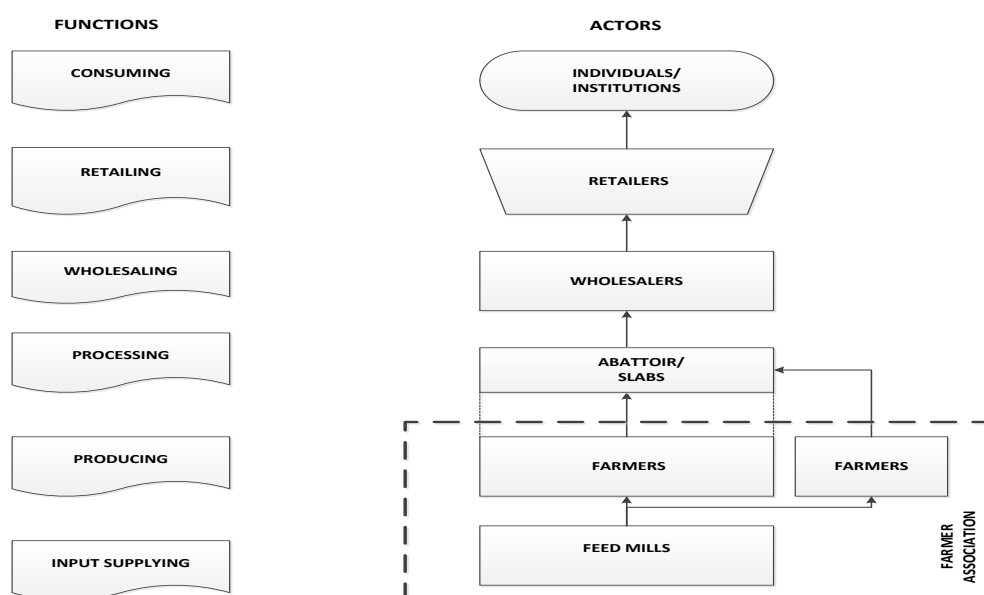 FUNCTIONS
ACTORS
CONSUMING
INDIVIDUALS/
INSTITUTIONS
RETAILING
RETAILERS
WHOLESALING
WHOLESALERS
PROCESSING
ABATTOIR/
SLABS
PRODUCING
FARMERS
FARMERS
INPUT SUPPLYING
FEED MILLS
FARMER
ASSOCIATION